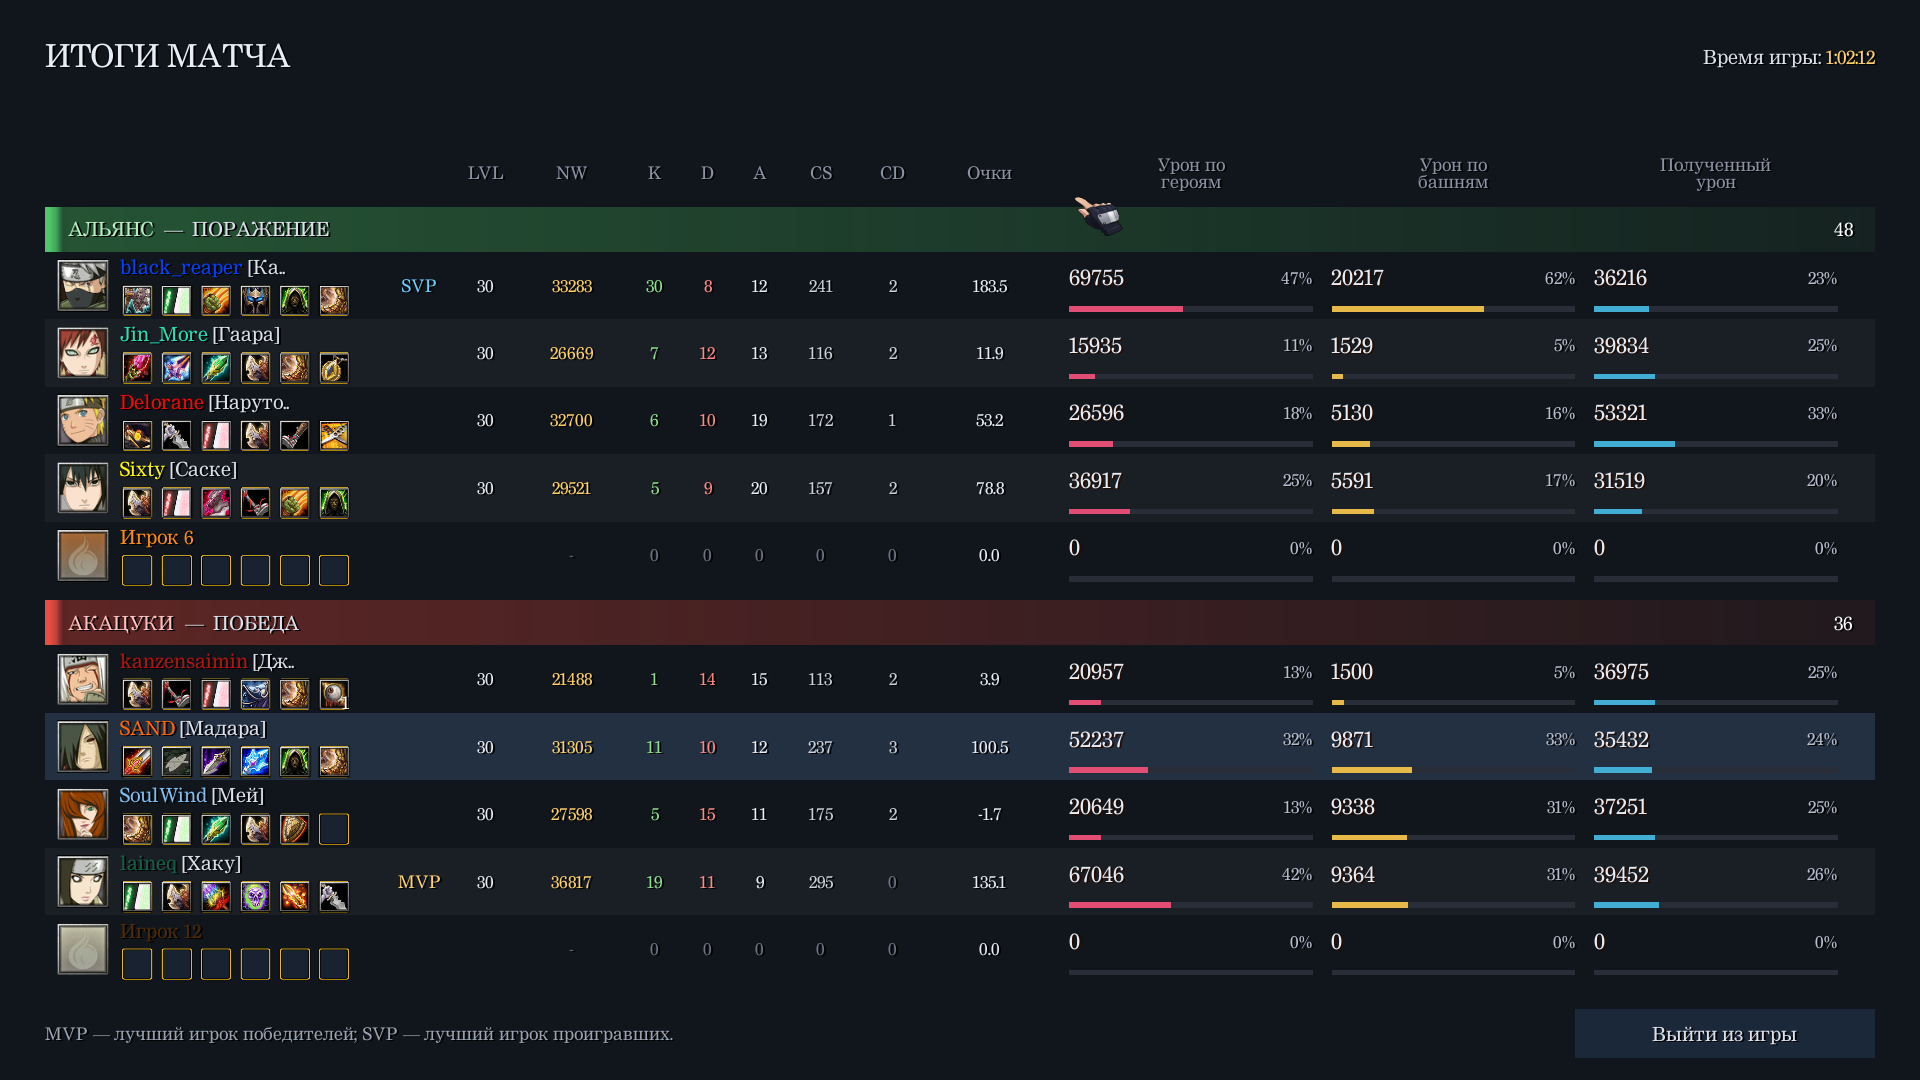 ИТОГИ МАТЧА
Время игры: 1:02:12
LVL NW K D A CS CD Очки Урон по героям Урон по башням Полученный урон
АЛЬЯНС — ПОРАЖЕНИЕ 48
black_reaper [Ка.. SVP 30 33283 30 8 12 241 2 183.5 69755 47% 20217 62% 36216 23%
Jin_More [Гаара] 30 26669 7 12 13 116 2 11.9 15935 11% 1529 5% 39834 25%
Delorane [Наруто.. 30 32700 6 10 19 172 1 53.2 26596 18% 5130 16% 53321 33%
Sixty [Саске] 30 29521 5 9 20 157 2 78.8 36917 25% 5591 17% 31519 20%
Игрок 6 - 0 0 0 0 0 0.0 0 0% 0 0% 0 0%
АКАЦУКИ — ПОБЕДА 36
kanzensaimin [Дж.. 1 30 21488 1 14 15 113 2 3.9 20957 13% 1500 5% 36975 25%
SAND [Мадара] 30 31305 11 10 12 237 3 100.5 52237 32% 9871 33% 35432 24%
SoulWind [Мей] 30 27598 5 15 11 175 2 -1.7 20649 13% 9338 31% 37251 25%
laineq [Хаку] MVP 30 36817 19 11 9 295 0 135.1 67046 42% 9364 31% 39452 26%
Игрок 12 - 0 0 0 0 0 0.0 0 0% 0 0% 0 0%
MVP — лучший игрок победителей; SVP — лучший игрок проигравших.
Выйти из игры